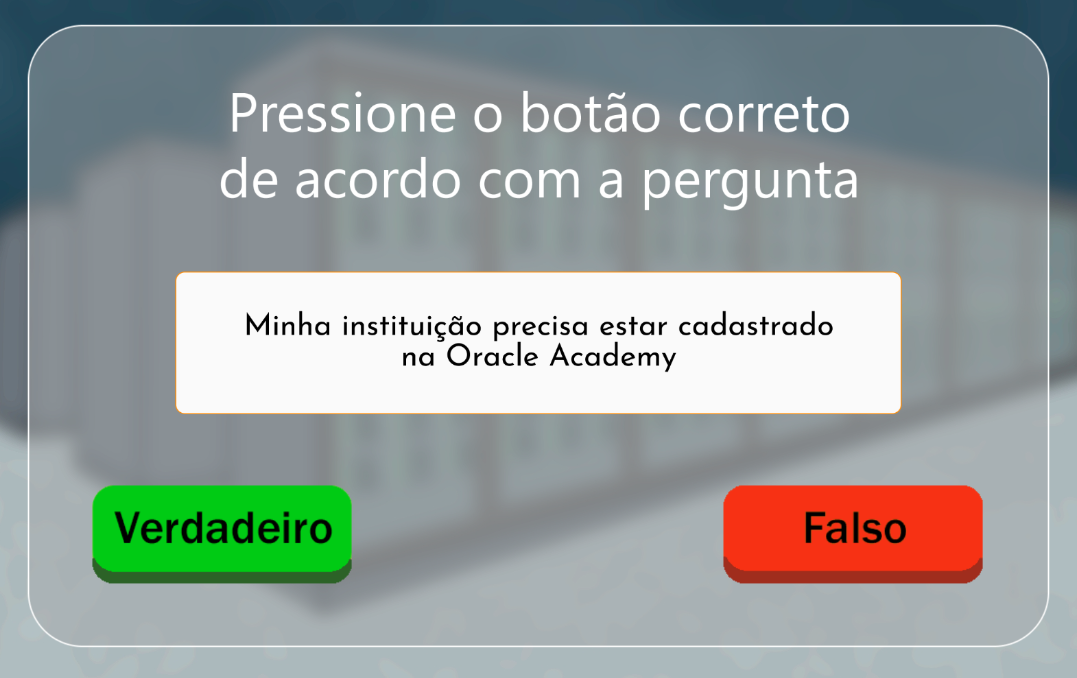 Pressione o botão correto
de acordo com a pergunta
Minha instituição precisa estar cadastrado
na Oracle Academy
Verdadeiro
Falso